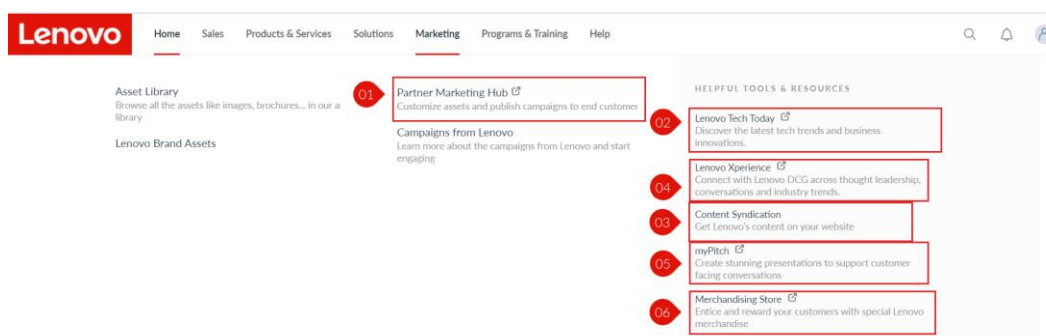 Lenovo
Home Sales Products & Services Solutions Marketing Programs & Training Help
Asset Library
Browse all the assets like images, brochures... in our a
library
Lenovo Brand Assets
01
Partner Marketing Hub
Customize assets and publish campaigns to end customer
Campaigns from Lenovo
Learn more about the campaigns from Lenovo and start
engaging
HELPFUL TOOLS & RESOURCES
02
Lenovo Tech Today
Discover the latest tech trends and business
innovations.
04
Lenovo Xperience
Connect with Lenovo DCG across thought leadership,
conversations and industry trends.
03
Content Syndication
Get Lenovo's content on your website
05
myPitch
Create stunning presentations to support customer
facing conversations
06
Merchandising Store
Entice and reward your customers with special Lenovo
merchandise